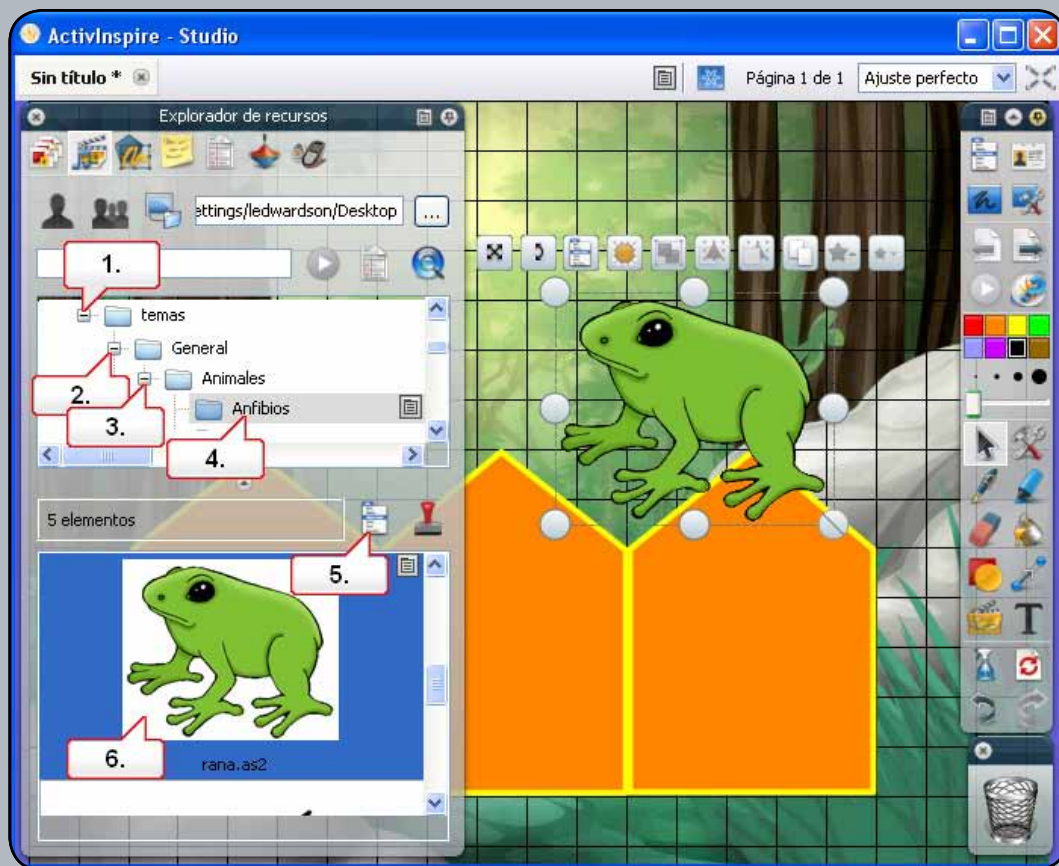 ActivInspire - Studio
Sin título *
Página 1 de 1
Ajuste perfecto
Explorador de recursos
ettings/ledwardson/Desktop
...
1.
temas
General
2.
Animales
3.
Anfibios
4.
5 elementos
5.
6.
rana.as2
T